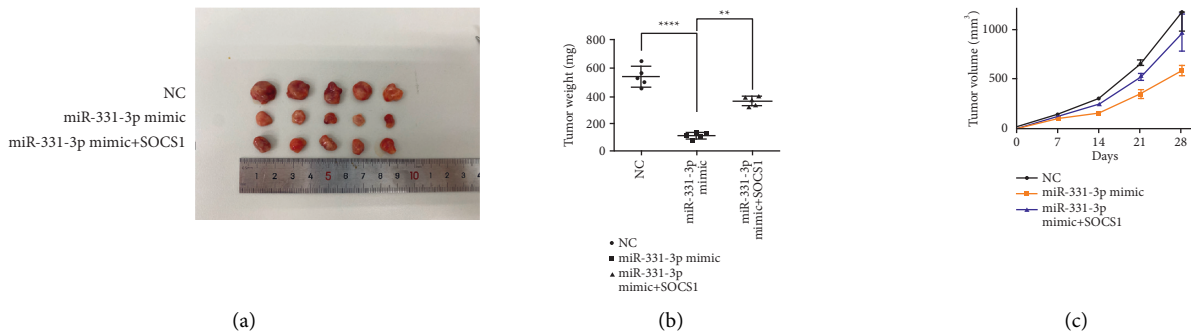 NC
miR-331-3p mimic
miR-331-3p mimic+SOCS1
1 2 3 4 5 6 7 8 9 10 1 2 3 4
(a)
****
**
Tumor weight (mg)
800
600
400
200
0
NC
miR-331-3p
mimic
miR-331-3p
mimic+SOCS1
NC
miR-331-3p mimic
miR-331-3p
mimic+SOCS1
(b)
Tumor volume (mm3)
1000
500
0
0 7 14 21 28
Days
NC
miR-331-3p mimic
miR-331-3p
mimic+SOCS1
(c)